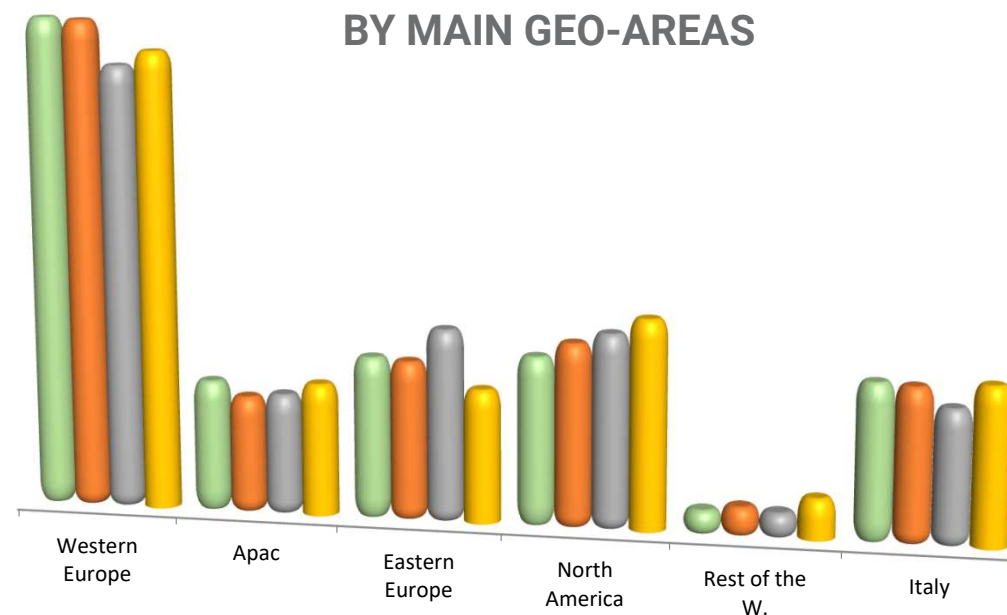 BY MAIN GEO-AREAS
Western
Europe
Apac
Eastern
Europe
North
America
Rest of the
W.
Italy